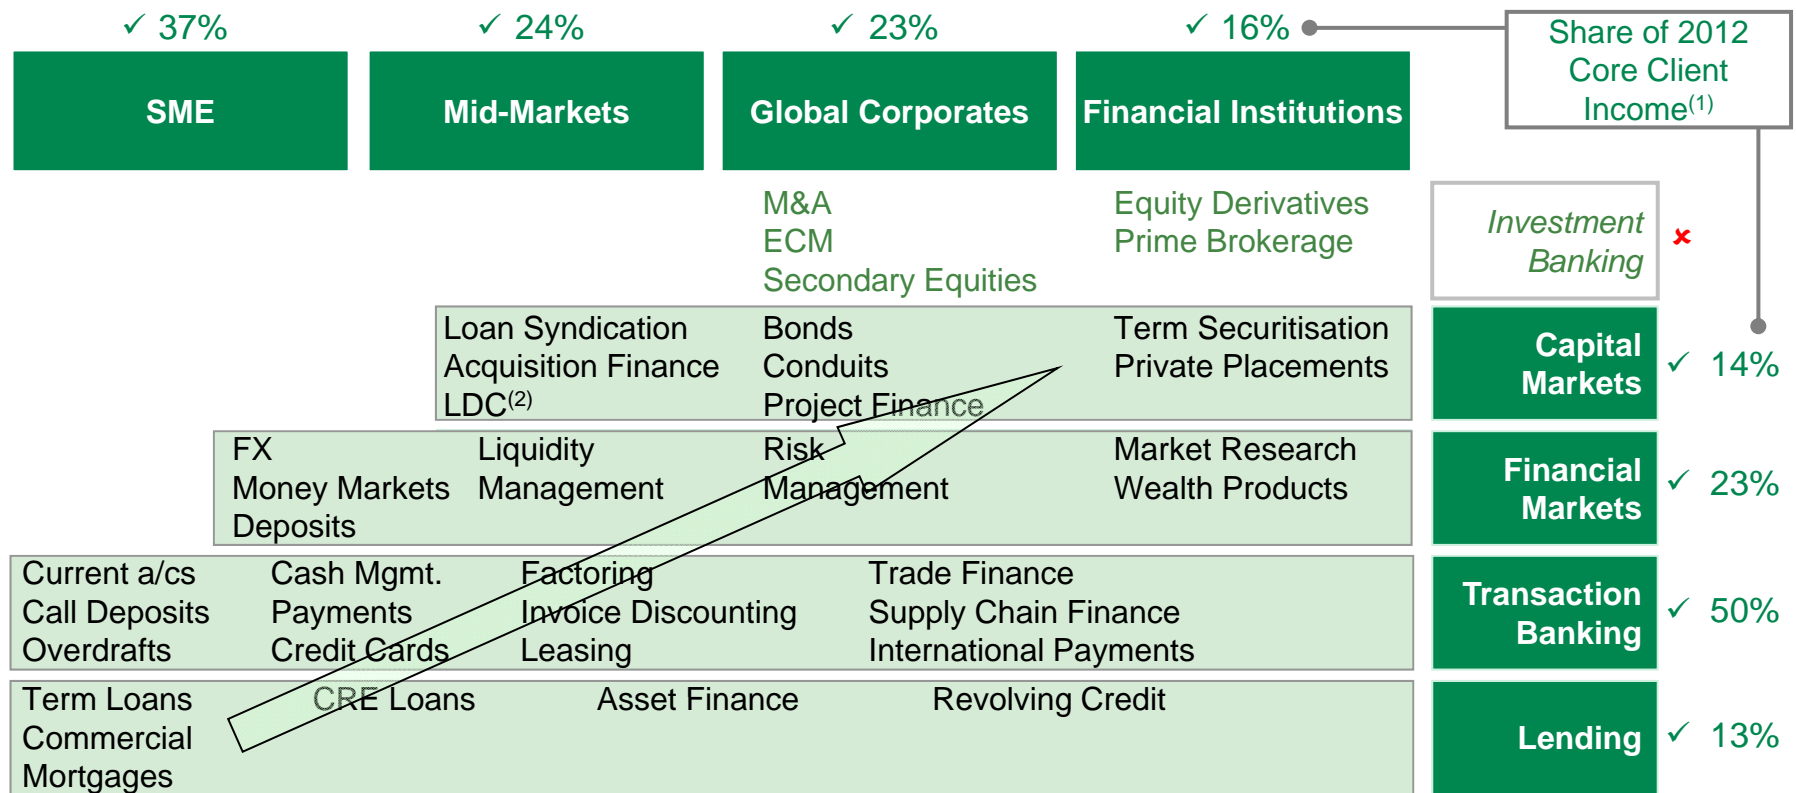 ✓ 37%
✓ 24%
✓ 23%
✓ 16%
Share of 2012
Core Client
Income(1)
SME
Mid-Markets
Global Corporates
Financial Institutions
M&A
ECM
Secondary Equities
Equity Derivatives
Prime Brokerage
Investment
Banking
✘
Loan Syndication
Acquisition Finance
LDC(2)
Bonds
Conduits
Project Finance
Term Securitisation
Private Placements
Capital
Markets
✓ 14%
FX
Money Markets
Deposits
Liquidity
Management
Risk
Management
Market Research
Wealth Products
Financial
Markets
✓ 23%
Current a/cs
Call Deposits
Overdrafts
Cash Mgmt.
Payments
Credit Cards
Factoring
Invoice Discounting
Leasing
Trade Finance
Supply Chain Finance
International Payments
Transaction
Banking
✓ 50%
Term Loans
Commercial
Mortgages
CRE Loans
Asset Finance
Revolving Credit
Lending
✓ 13%